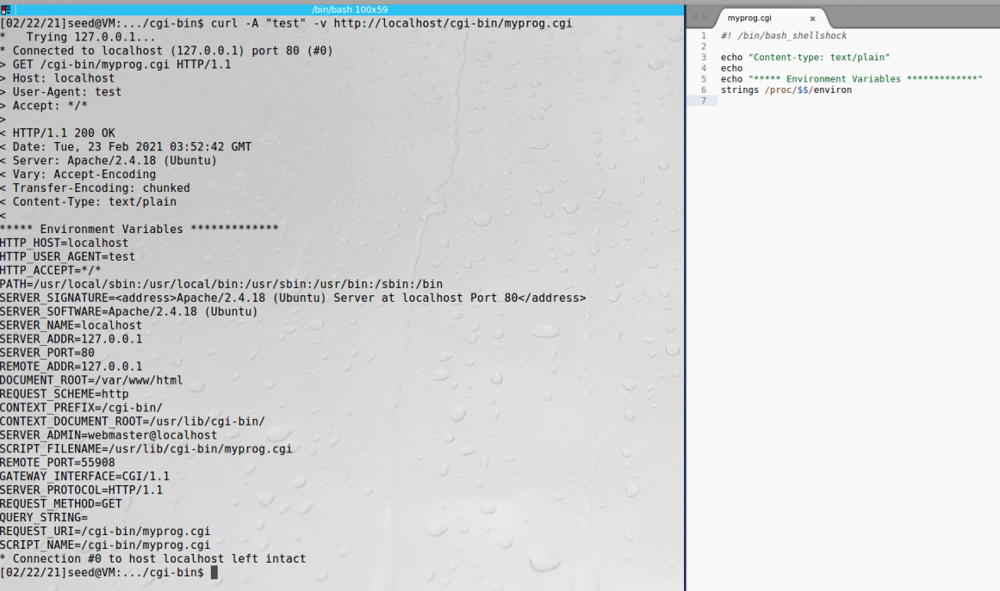 /bin/bash 100x59
[02/22/21]seed@VM:.../cgi-bin$ curl -A "test" -v http://localhost/cgi-bin/myprog.cgi
*   Trying 127.0.0.1...
* Connected to localhost (127.0.0.1) port 80 (#0)
> GET /cgi-bin/myprog.cgi HTTP/1.1
> Host: localhost
> User-Agent: test
> Accept: */*
>
< HTTP/1.1 200 OK
< Date: Tue, 23 Feb 2021 03:52:42 GMT
< Server: Apache/2.4.18 (Ubuntu)
< Vary: Accept-Encoding
< Transfer-Encoding: chunked
< Content-Type: text/plain
<
***** Environment Variables *************
HTTP_HOST=localhost
HTTP_USER_AGENT=test
HTTP_ACCEPT=*/*
PATH=/usr/local/sbin:/usr/local/bin:/usr/sbin:/usr/bin:/sbin:/bin
SERVER_SIGNATURE=<address>Apache/2.4.18 (Ubuntu) Server at localhost Port 80</address>
SERVER_SOFTWARE=Apache/2.4.18 (Ubuntu)
SERVER_NAME=localhost
SERVER_ADDR=127.0.0.1
SERVER_PORT=80
REMOTE_ADDR=127.0.0.1
DOCUMENT_ROOT=/var/www/html
REQUEST_SCHEME=http
CONTEXT_PREFIX=/cgi-bin/
CONTEXT_DOCUMENT_ROOT=/usr/lib/cgi-bin/
SERVER_ADMIN=webmaster@localhost
SCRIPT_FILENAME=/usr/lib/cgi-bin/myprog.cgi
REMOTE_PORT=55908
GATEWAY_INTERFACE=CGI/1.1
SERVER_PROTOCOL=HTTP/1.1
REQUEST_METHOD=GET
QUERY_STRING=
REQUEST_URI=/cgi-bin/myprog.cgi
SCRIPT_NAME=/cgi-bin/myprog.cgi
* Connection #0 to host localhost left intact
[02/22/21]seed@VM:.../cgi-bin$
myprog.cgi ×
1 #! /bin/bash_shellshock
2
3 echo "Content-type: text/plain"
4 echo
5 echo "***** Environment Variables *************"
6 strings /proc/$$/environ
7